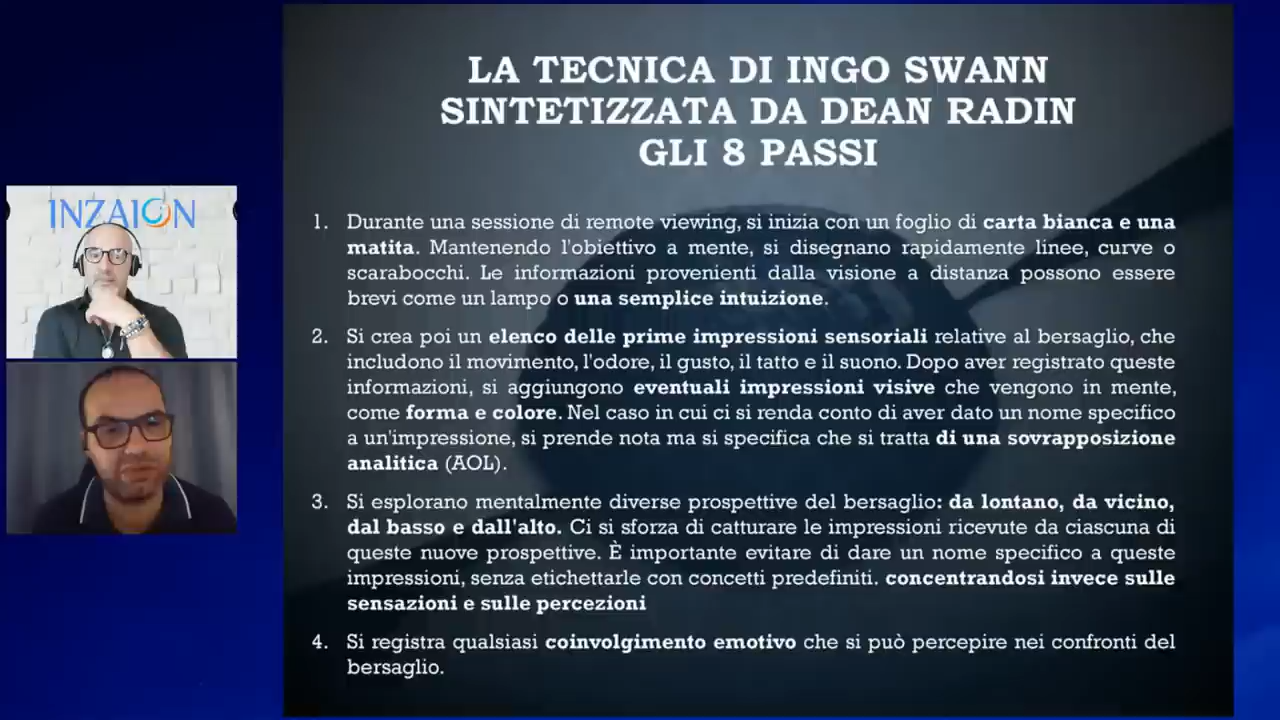 LA TECNICA DI INGO SWANN
SINTETIZZATA DA DEAN RADIN
GLI 8 PASSI
INZAION
1. Durante una sessione di remote viewing, si inizia con un foglio di carta bianca e una
matita. Mantenendo l'obiettivo a mente, si disegnano rapidamente linee, curve o
scarabocchi. Le informazioni provenienti dalla visione a distanza possono essere
brevi come un lampo o una semplice intuizione.
2. Si crea poi un elenco delle prime impressioni sensoriali relative al bersaglio, che
includono il movimento, l'odore, il gusto, il tatto e il suono. Dopo aver registrato queste
informazioni, si aggiungono eventuali impressioni visive che vengono in mente,
come forma e colore. Nel caso in cui ci si renda conto di aver dato un nome specifico
a un'impressione, si prende nota ma si specifica che si tratta di una sovrapposizione
analitica (AOL).
3. Si esplorano mentalmente diverse prospettive del bersaglio: da lontano, da vicino,
dal basso e dall'alto. Ci si sforza di catturare le impressioni ricevute da ciascuna di
queste nuove prospettive. È importante evitare di dare un nome specifico a queste
impressioni, senza etichettarle con concetti predefiniti. concentrandosi invece sulle
sensazioni e sulle percezioni
4. Si registra qualsiasi coinvolgimento emotivo che si può percepire nei confronti del
bersaglio.